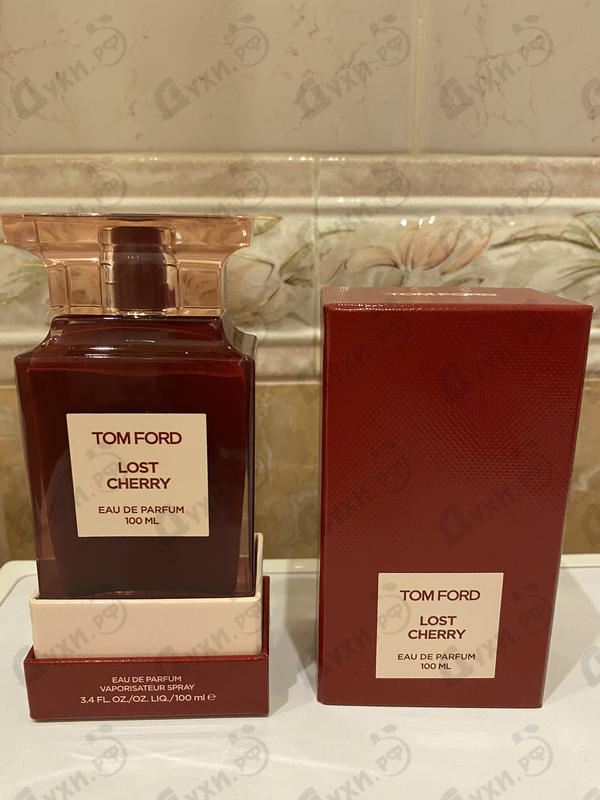 TOM FORD
LOST
CHERRY
EAU DE PARFUM
100 ML
EAU DE PARFUM
VAPORISATEUR SPRAY
3.4 FL. OZ./OZ. LIQ./100 ml ℮
TOM FORD
TOM FORD
LOST
CHERRY
EAU DE PARFUM
100 ML
Духи.рф